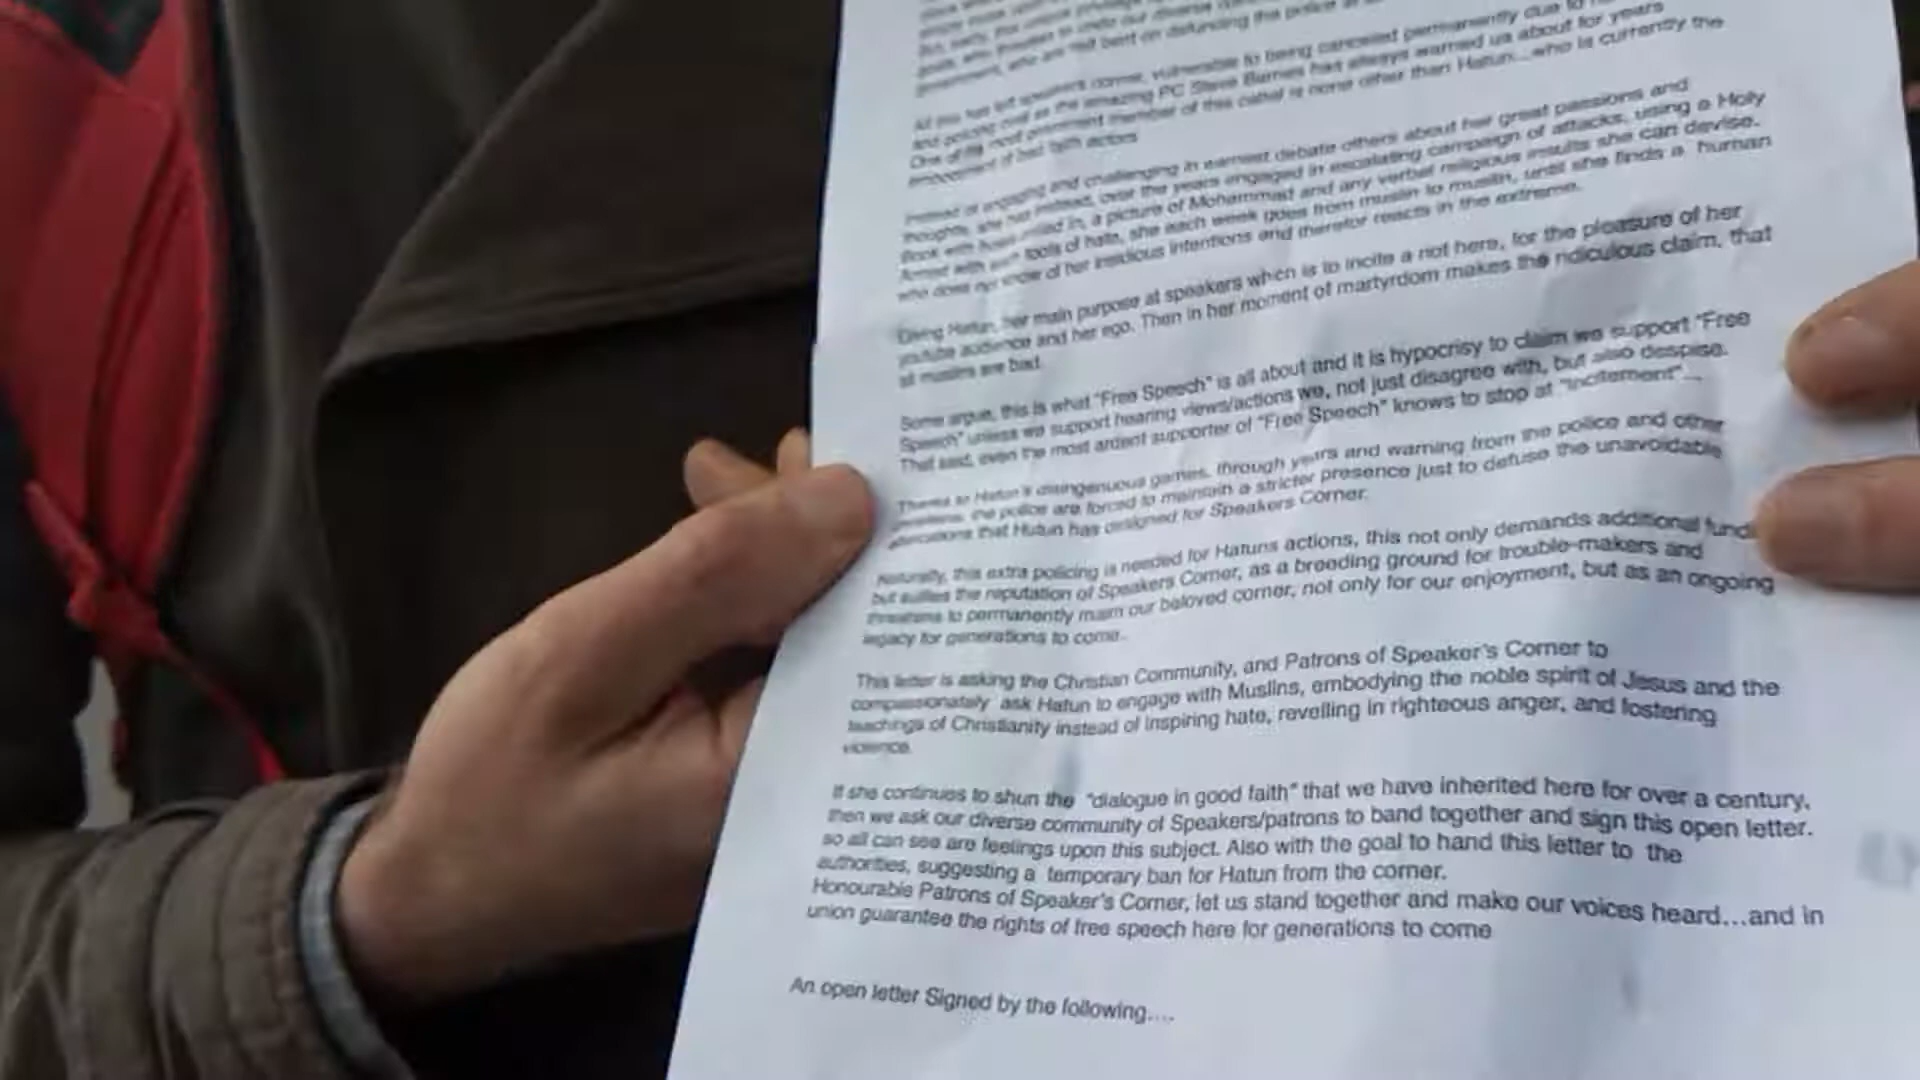 government, who are hell bent on defunding the police
All this has left speakers corner, vulnerable to being canceled permanently due to
and policing cost as the amazing PC Steve Barnes has always warned us about for years
One of the most prominent member of this cabal is none other than Hatun...who is currently the
embodiment of bad faith actors
Instead of engaging and challenging in earnest debate others about her great passions and
thoughts, she has instead, over the years engaged in escalating campaign of attacks, using a Holy
Book with holes in, a picture of Mohammad and any verbal religious insults she can devise.
Armed with such tools of hate, she each week goes from muslin to muslin, until she finds a human
who does not know of her insidious intentions and therefor reacts in the extreme.
Giving Hatun, her main purpose at speakers which is to incite a riot here, for the pleasure of her
youtube audience and her ego. Then in her moment of martyrdom makes the ridiculous claim, that
all muslims are bad.
Some argue, this is what "Free Speech" is all about and it is hypocrisy to claim we support "Free
Speech" unless we support hearing views/actions we, not just disagree with, but also despise.
That said, even the most ardent supporter of "Free Speech" knows to stop at "Incitement"...
Thanks to Hatun's disingenuous games, through years and warning from the police and other
the police are forced to maintain a stricter presence just to defuse the unavoidable
altercations that Hutun has designed for Speakers Corner.
Naturally, this extra policing is needed for Hatuns actions, this not only demands additional
but sullies the reputation of Speakers Corner, as a breeding ground for trouble-makers and
threatens to permanently maim our beloved corner, not only for our enjoyment, but as an ongoing
legacy for generations to come.
This letter is asking the Christian Community, and Patrons of Speaker's Corner to
compassionately ask Hatun to engage with Muslins, embodying the noble spirit of Jesus and the
teachings of Christianity instead of inspiring hate, revelling in righteous anger, and fostering
violence.
If she continues to shun the "dialogue in good faith" that we have inherited here for over a century,
then we ask our diverse community of Speakers/patrons to band together and sign this open letter.
so all can see are feelings upon this subject. Also with the goal to hand this letter to the
authorities, suggesting a temporary ban for Hatun from the corner.
Honourable Patrons of Speaker's Corner, let us stand together and make our voices heard...and in
union guarantee the rights of free speech here for generations to come
An open letter Signed by the following....